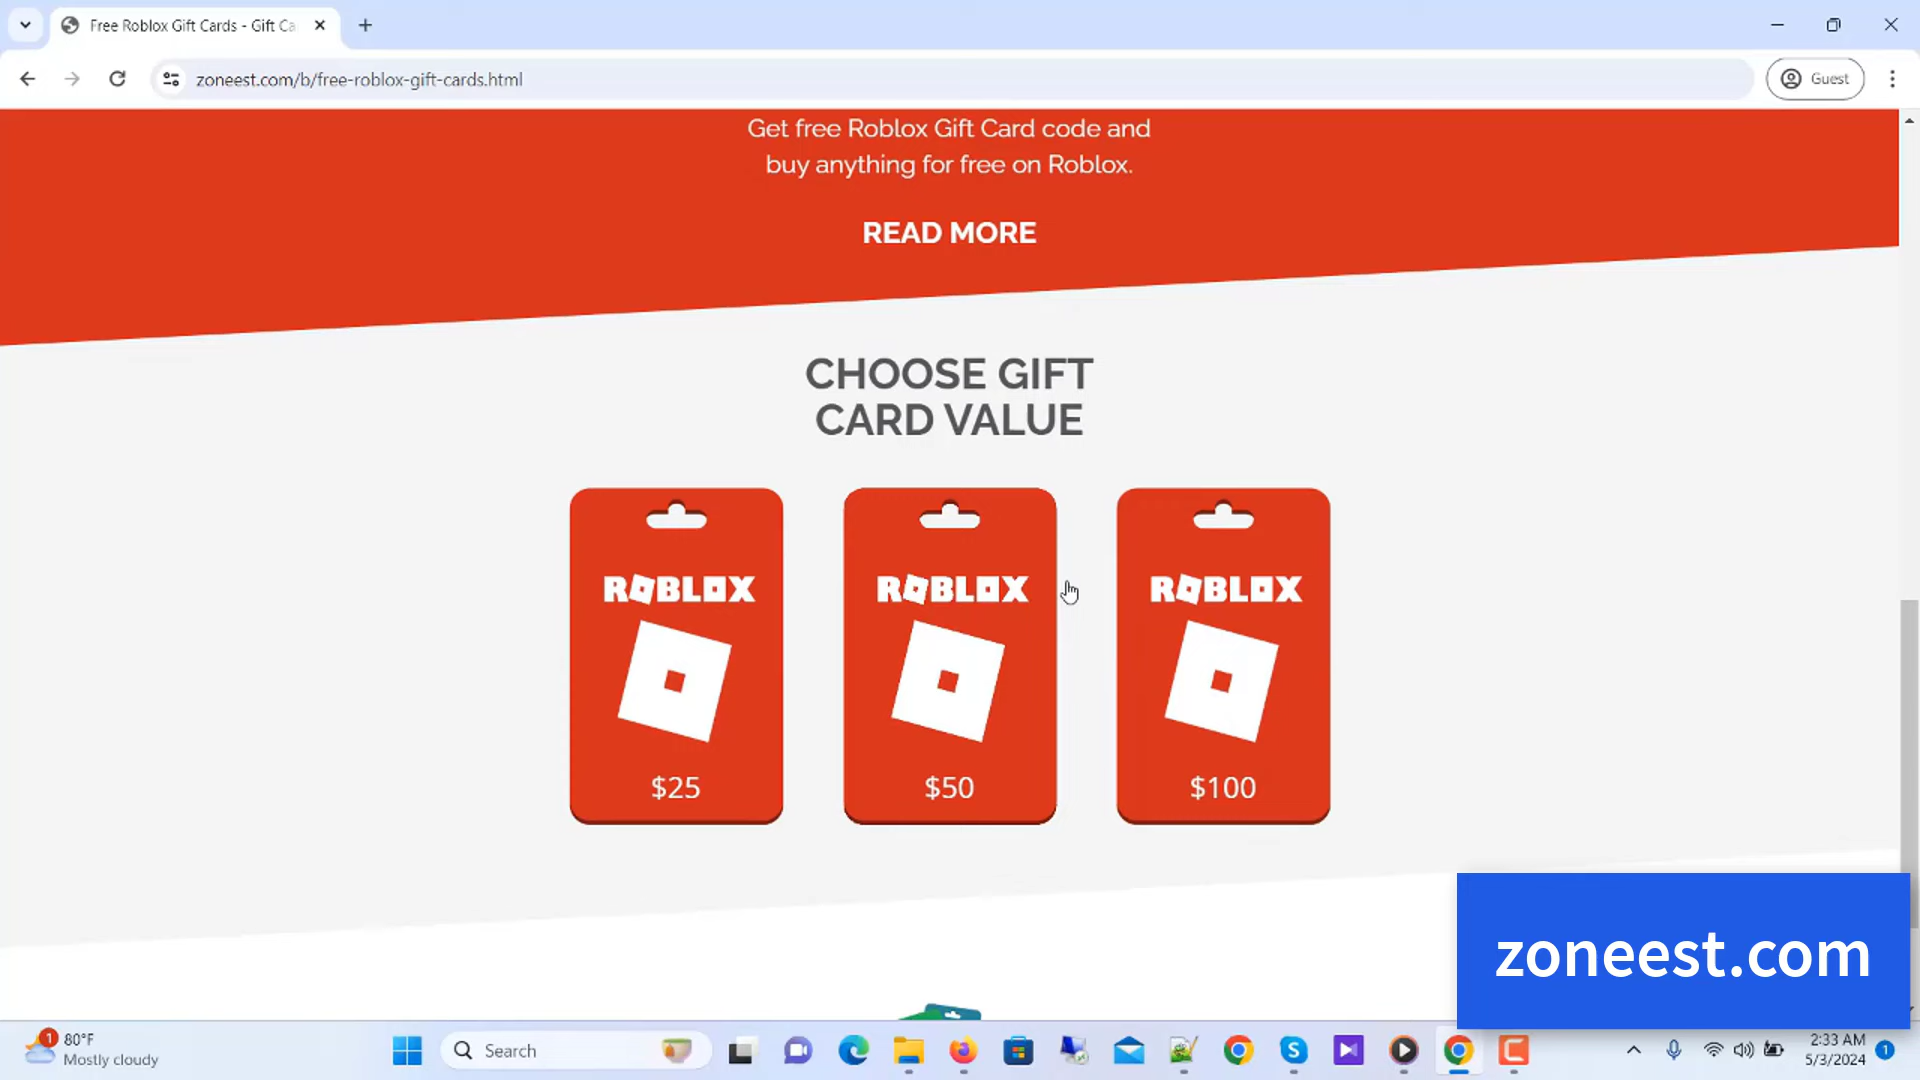 Free Roblox Gift Cards - Gift Ca
zoneest.com/b/free-roblox-gift-cards.html
Guest
Get free Roblox Gift Card code and
buy anything for free on Roblox.
READ MORE
CHOOSE GIFT
CARD VALUE
ROBLOX ROBLOX ROBLOX
$25 $50 $100
zoneest.com
1
80°F
Mostly cloudy
Search
2:33 AM
5/3/2024
1